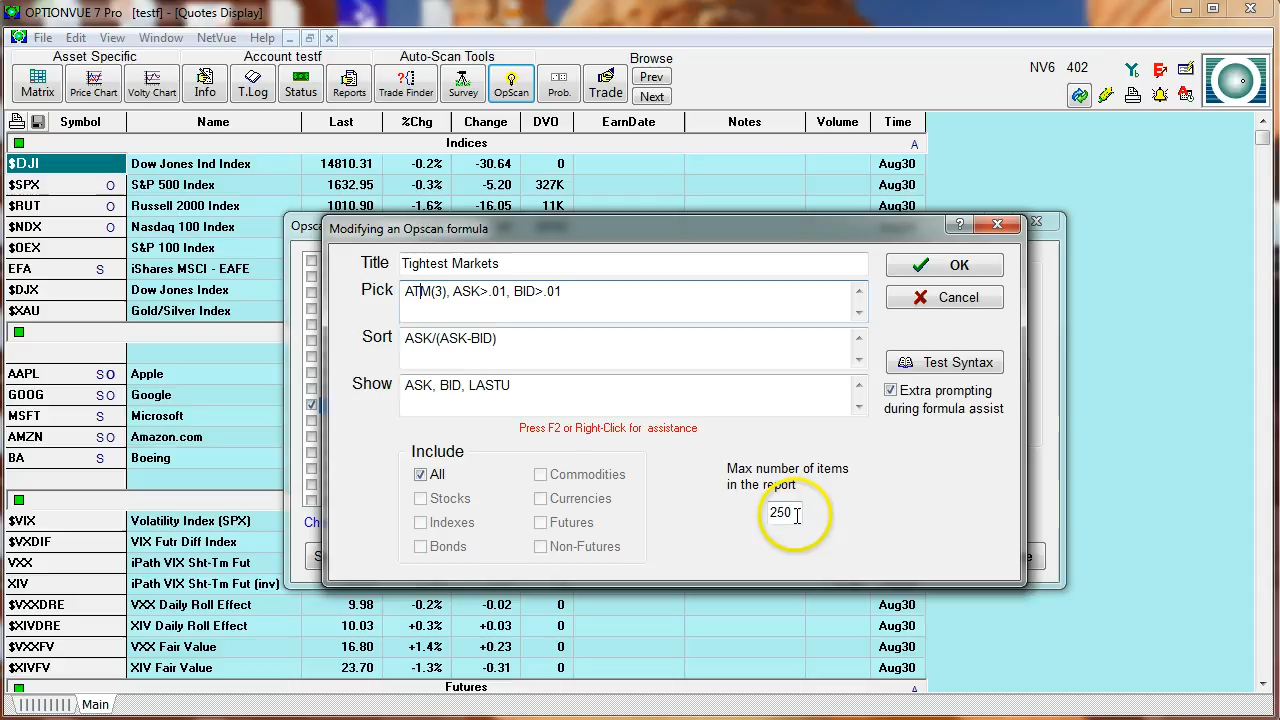 OPTIONVUE 7 Pro [testf] - [Quotes Display]
File Edit View Window NetVue Help
Asset Specific Account testf Auto-Scan Tools Browse
Matrix Price Chart Volty Chart Info T.Log Status Reports Trade Finder Survey OpScan Prob. Trade Prev Next
NV6 402
Symbol Name Last %Chg Change DVO EarnDate Notes Volume Time
Indices A
$DJI Dow Jones Ind Index 14810.31 -0.2% -30.64 0 Aug30
$SPX O S&P 500 Index 1632.95 -0.3% -5.20 327K Aug30
$RUT O Russell 2000 Index 1010.90 -1.6% -16.05 11K Aug30
$NDX O Nasdaq 100 Index
$OEX S&P 100 Index
EFA S iShares MSCI - EAFE
$DJX Dow Jones Index
$XAU Gold/Silver Index
AAPL S O Apple
GOOG S O Google
MSFT S Microsoft
AMZN S O Amazon.com
BA S Boeing
$VIX Volatility Index (SPX)
$VXDIF VIX Futr Diff Index
VXX iPath VIX Sht-Tm Fut
XIV iPath VIX Sht-Tm Fut (inv)
$VXXDRE VXX Daily Roll Effect 9.98 -0.2% -0.02 0 Aug30
$XIVDRE XIV Daily Roll Effect 10.03 +0.3% +0.03 0 Aug30
$VXXFV VXX Fair Value 16.80 +1.4% +0.23 0 Aug30
$XIVFV XIV Fair Value 23.70 -1.3% -0.31 0 Aug30
Futures A
Main
Modifying an Opscan formula
Title Tightest Markets
Pick ATM(3), ASK>.01, BID>.01
Sort ASK/(ASK-BID)
Show ASK, BID, LASTU
Press F2 or Right-Click for assistance
OK
Cancel
Test Syntax
Extra prompting
during formula assist
Include
All Commodities
Stocks Currencies
Indexes Futures
Bonds Non-Futures
Max number of items
in the report
250